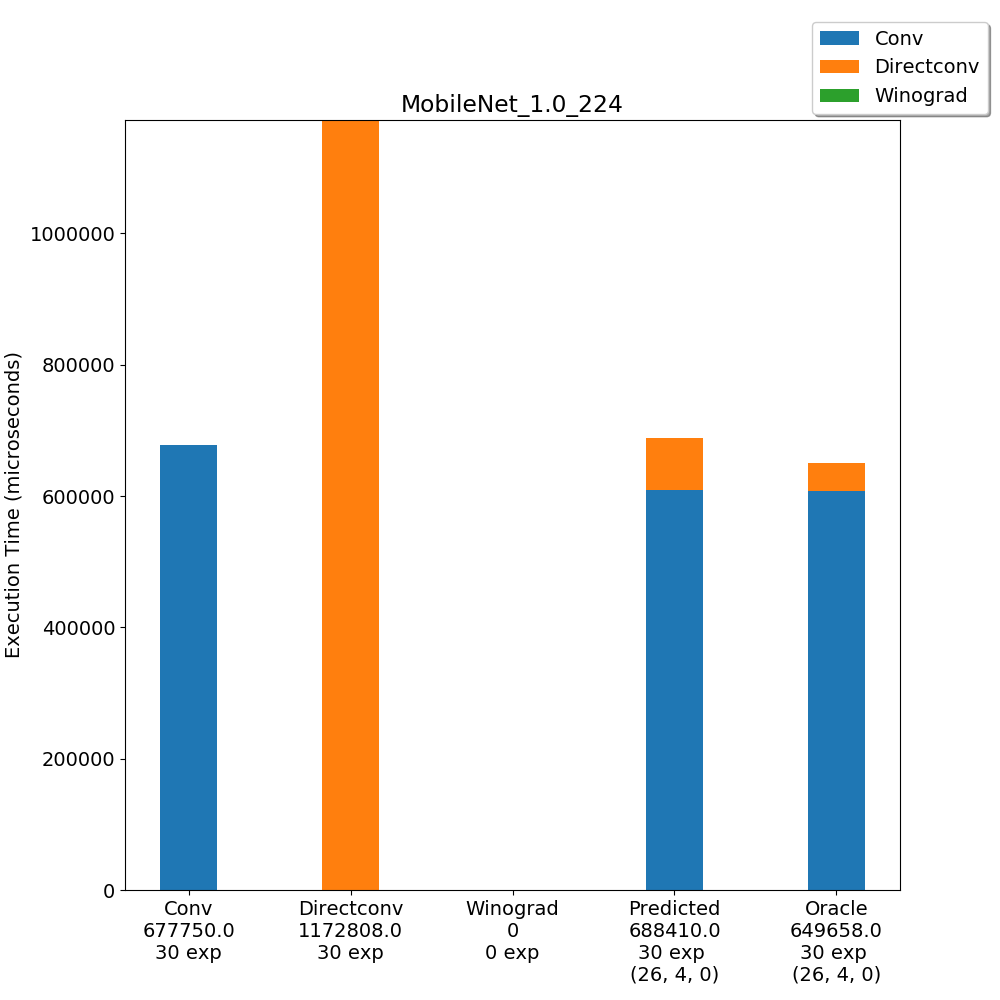 Conv
Directconv
Winograd
MobileNet_1.0_224
Execution Time (microseconds)
1000000
800000
600000
400000
200000
0
Conv Directconv Winograd Predicted Oracle
677750.0 1172808.0 0 688410.0 649658.0
30 exp 30 exp 0 exp 30 exp 30 exp
(26, 4, 0) (26, 4, 0)